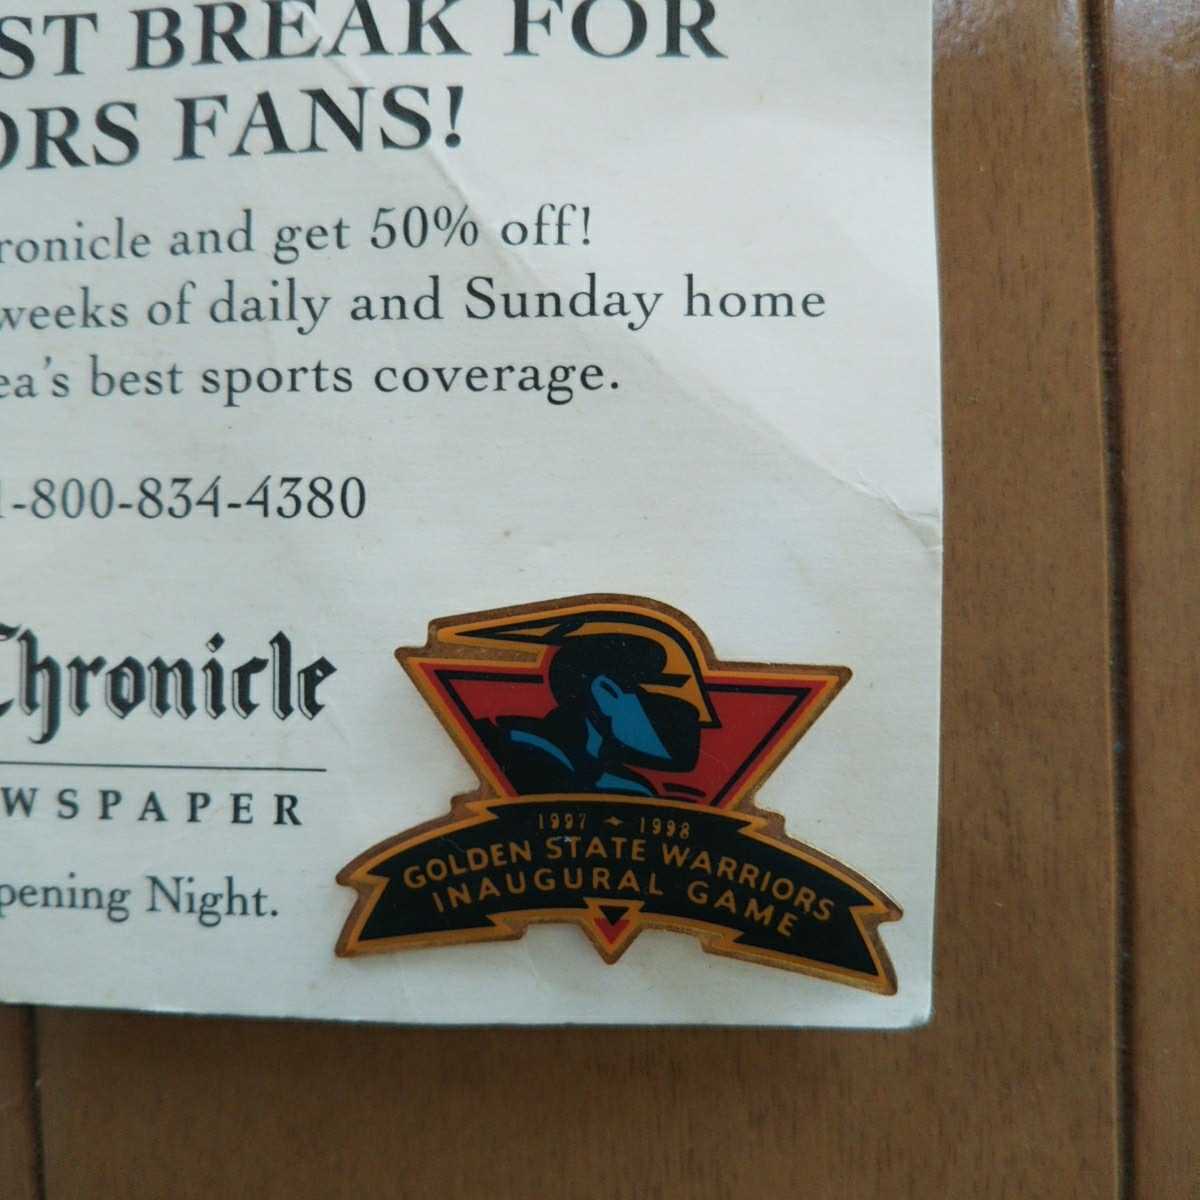 ST BREAK FOR
ORS FANS!
ronicle and get 50% off!
weeks of daily and Sunday home
ea's best sports coverage.
1-800-834-4380
Chronicle
WSPAPER
pening Night.
1997 - 1998
GOLDEN STATE WARRIORS
INAUGURAL GAME